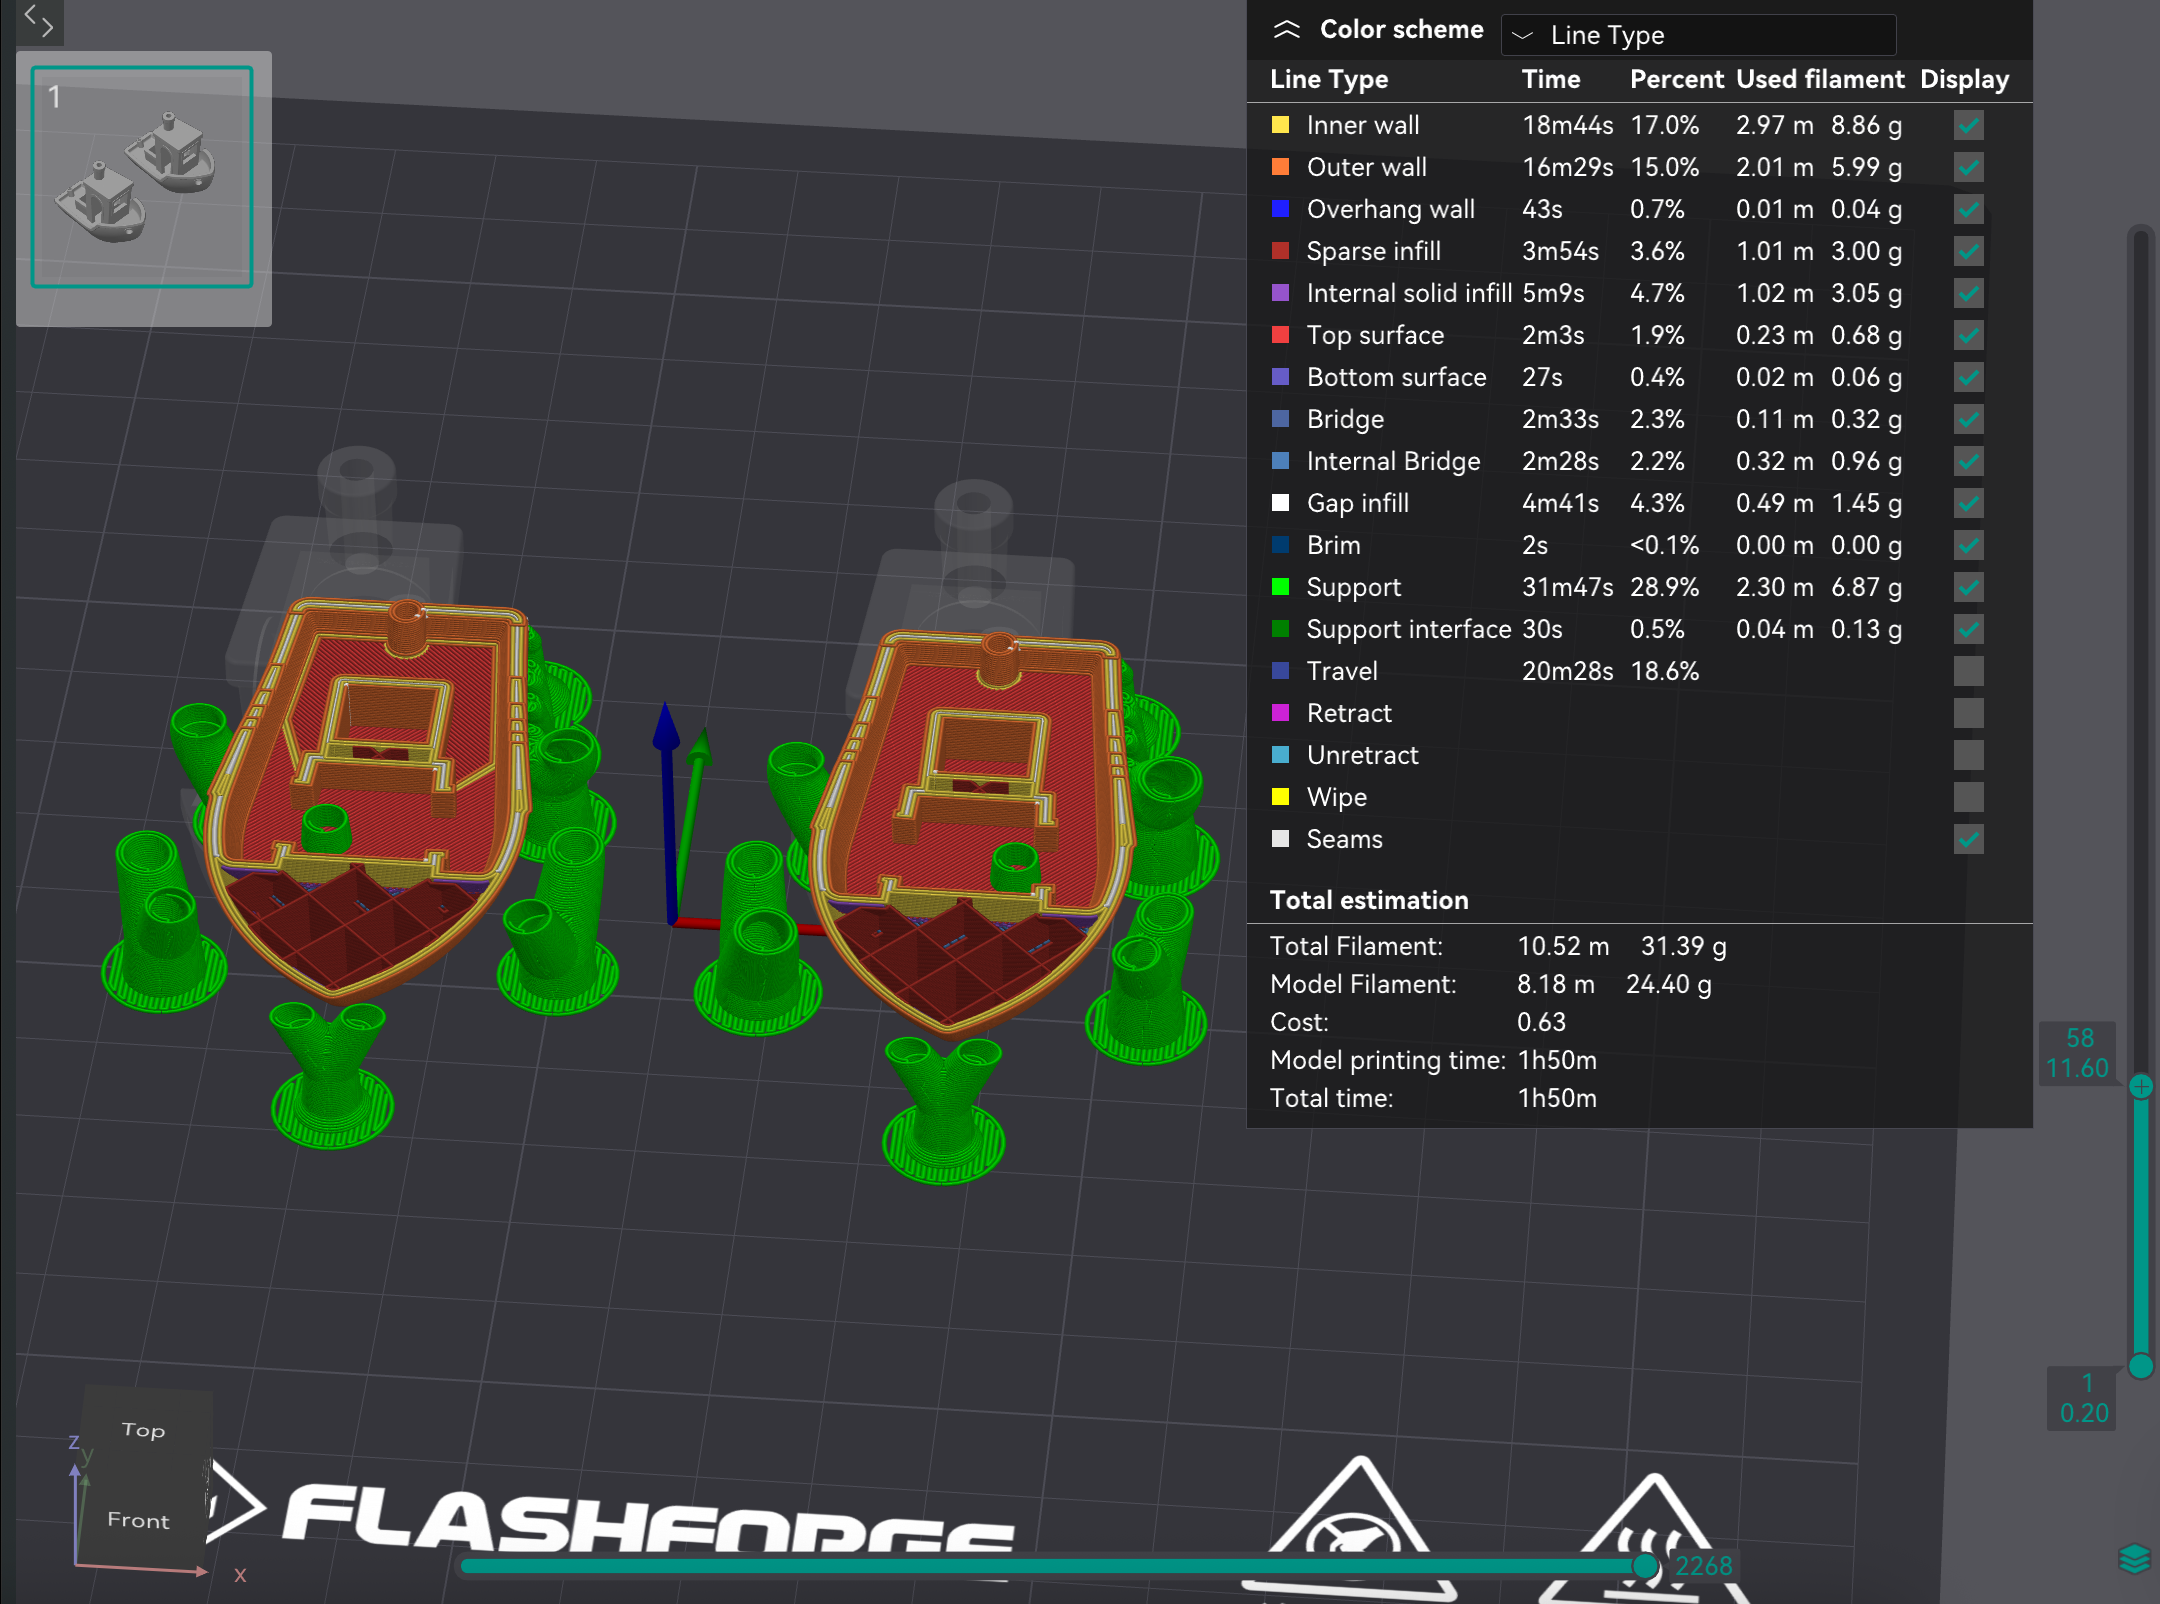 1
Color scheme Line Type
Line Type Time Percent Used filament Display
Inner wall 18m44s 17.0% 2.97 m 8.86 g
Outer wall 16m29s 15.0% 2.01 m 5.99 g
Overhang wall 43s 0.7% 0.01 m 0.04 g
Sparse infill 3m54s 3.6% 1.01 m 3.00 g
Internal solid infill 5m9s 4.7% 1.02 m 3.05 g
Top surface 2m3s 1.9% 0.23 m 0.68 g
Bottom surface 27s 0.4% 0.02 m 0.06 g
Bridge 2m33s 2.3% 0.11 m 0.32 g
Internal Bridge 2m28s 2.2% 0.32 m 0.96 g
Gap infill 4m41s 4.3% 0.49 m 1.45 g
Brim 2s <0.1% 0.00 m 0.00 g
Support 31m47s 28.9% 2.30 m 6.87 g
Support interface 30s 0.5% 0.04 m 0.13 g
Travel 20m28s 18.6%
Retract
Unretract
Wipe
Seams
Total estimation
Total Filament: 10.52 m 31.39 g
Model Filament: 8.18 m 24.40 g
Cost: 0.63
Model printing time: 1h50m
Total time: 1h50m
58
11.60
1
0.20
Top
z
y
Front
x
FLASHFORGE
2268